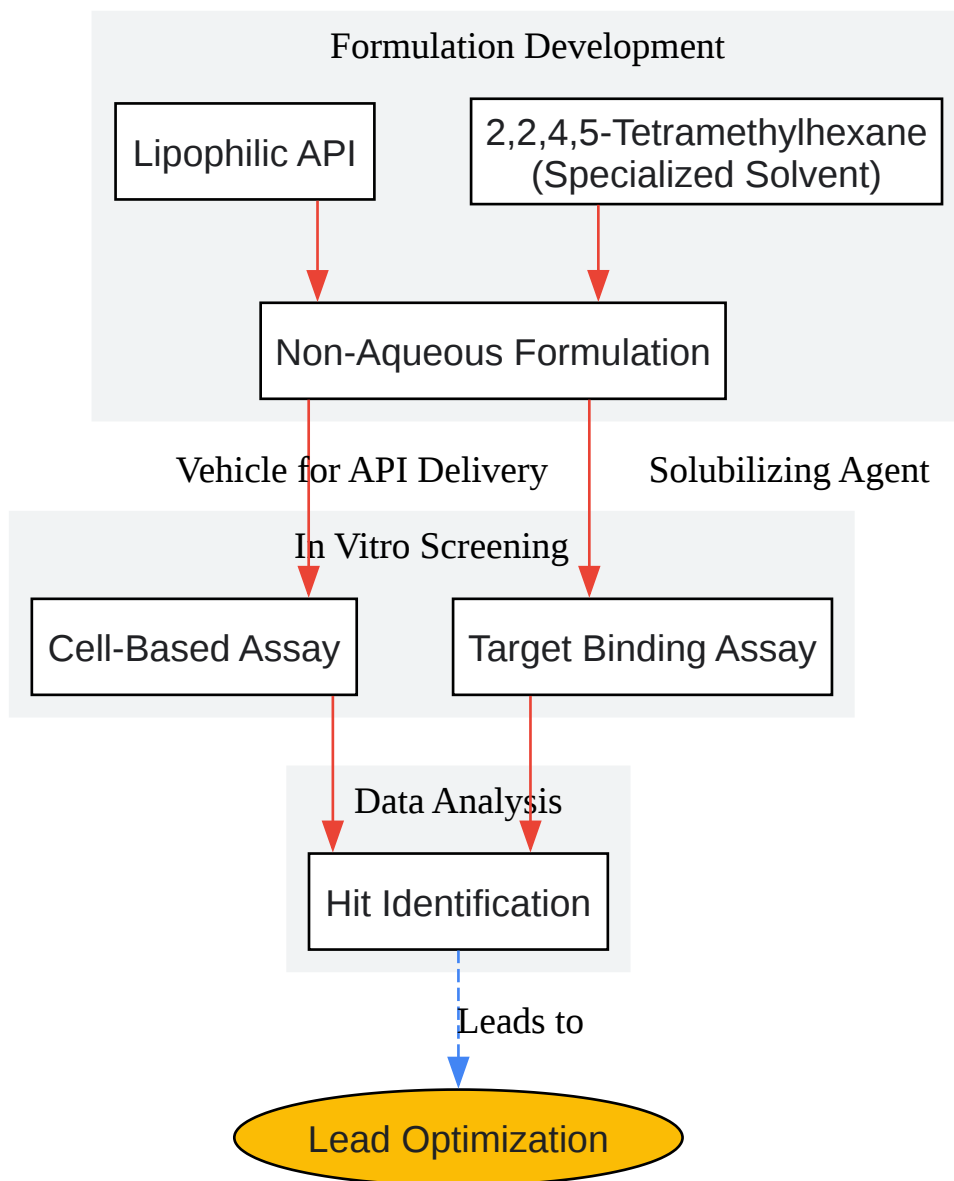 Formulation Development
Lipophilic API
2,2,4,5-Tetramethylhexane
(Specialized Solvent)
Non-Aqueous Formulation
Vehicle for API Delivery
Solubilizing Agent
In Vitro Screening
Cell-Based Assay
Target Binding Assay
Data Analysis
Hit Identification
Leads to
Lead Optimization